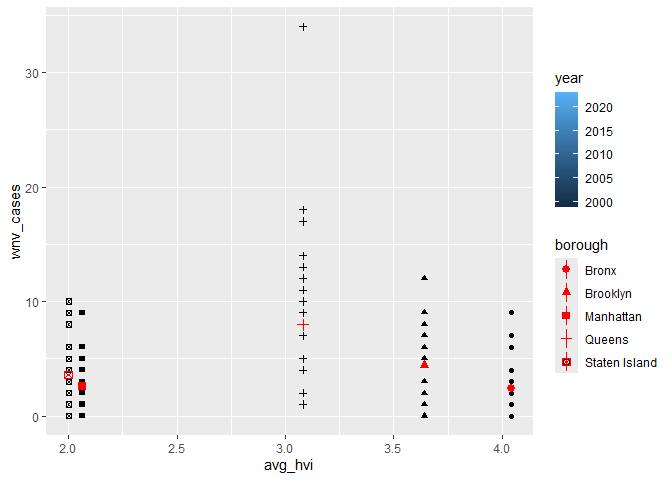 30
20
10
0
wnv_cases
2.0
2.5
3.0
3.5
4.0
avg_hvi
year
2020
2015
2010
2005
2000
borough
Bronx
Brooklyn
Manhattan
Queens
Staten Island